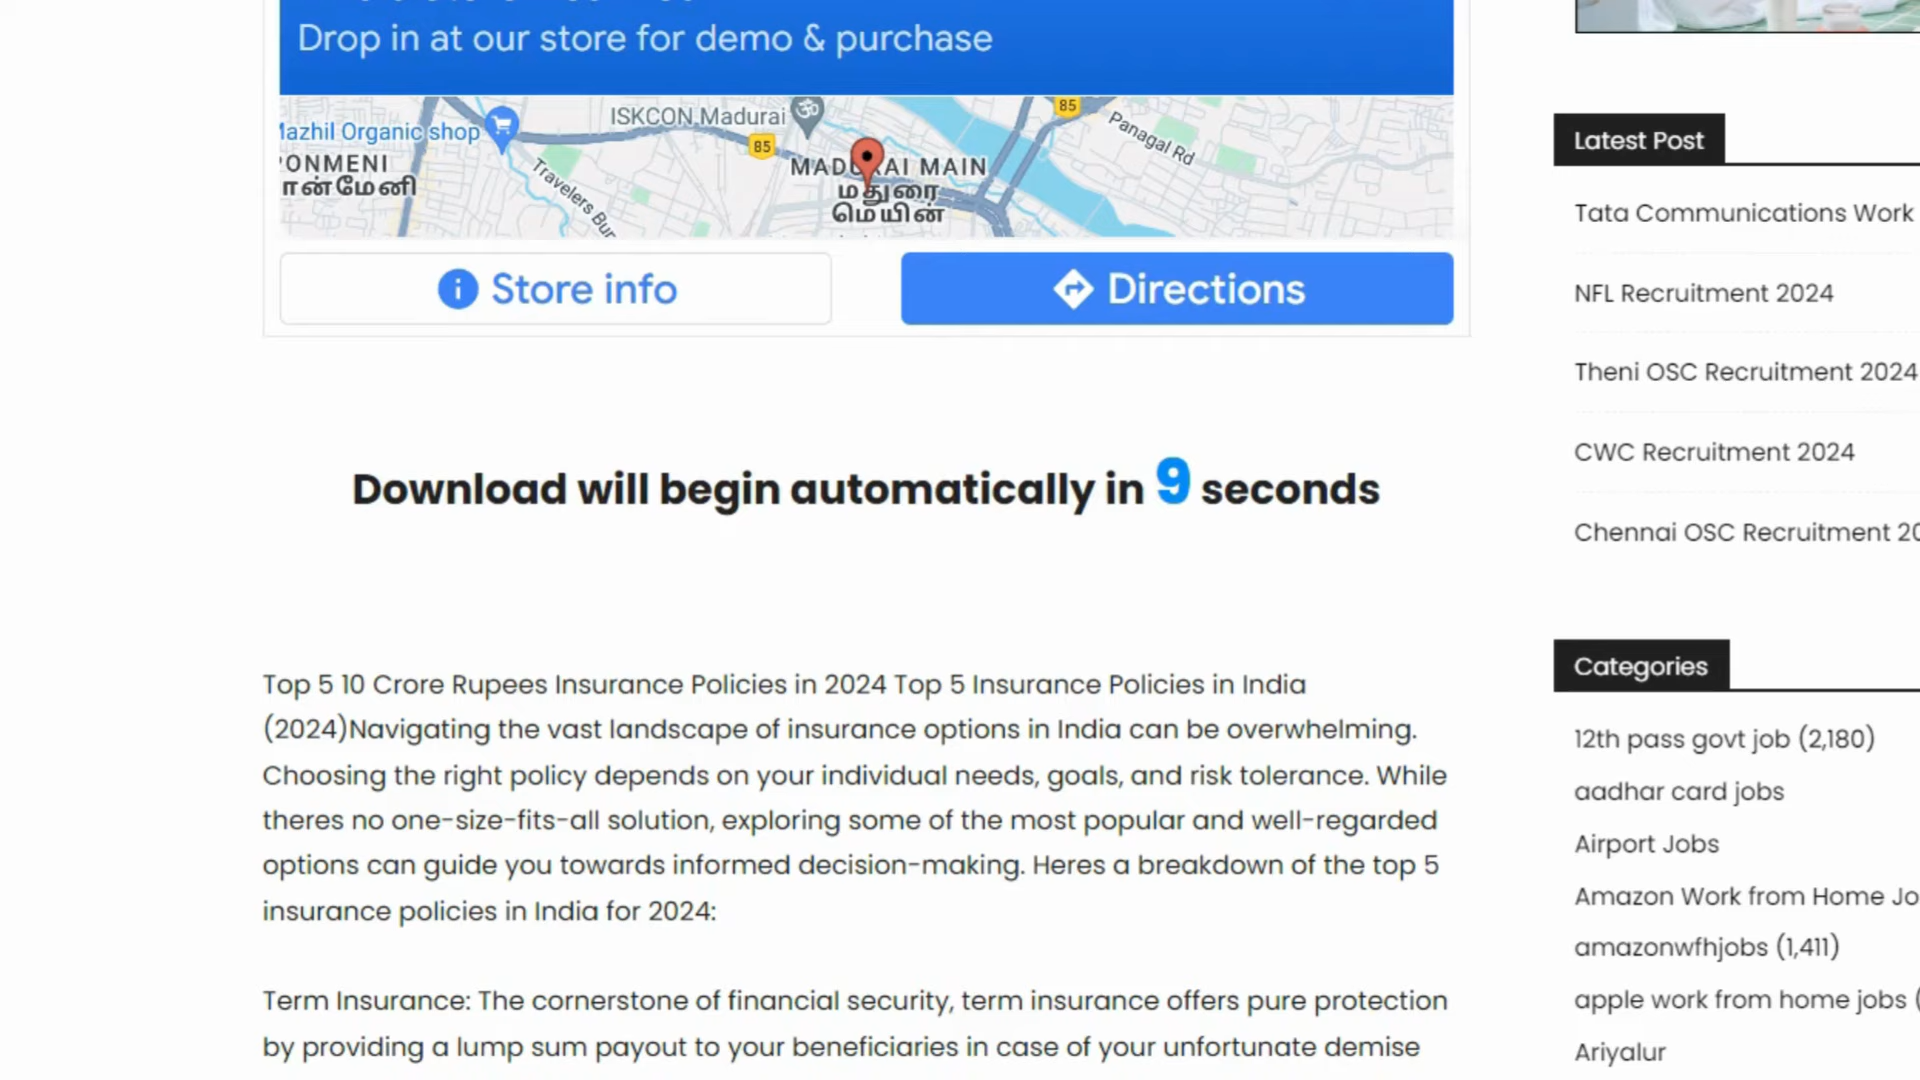 Drop in at our store for demo & purchase
Mazhil Organic shop
ISKCON Madurai
85
85
Panagal Rd
PONMENI
ான்மேனி
Travelers Bun
MADURAI MAIN
மதுரை
மெயின்
Store info
Directions
Download will begin automatically in 9 seconds
Top 5 10 Crore Rupees Insurance Policies in 2024 Top 5 Insurance Policies in India
(2024)Navigating the vast landscape of insurance options in India can be overwhelming.
Choosing the right policy depends on your individual needs, goals, and risk tolerance. While
theres no one-size-fits-all solution, exploring some of the most popular and well-regarded
options can guide you towards informed decision-making. Heres a breakdown of the top 5
insurance policies in India for 2024:
Term Insurance: The cornerstone of financial security, term insurance offers pure protection
by providing a lump sum payout to your beneficiaries in case of your unfortunate demise
Latest Post
Tata Communications Work
NFL Recruitment 2024
Theni OSC Recruitment 2024
CWC Recruitment 2024
Chennai OSC Recruitment 20
Categories
12th pass govt job (2,180)
aadhar card jobs
Airport Jobs
Amazon Work from Home Jo
amazonwfhjobs (1,411)
apple work from home jobs (
Ariyalur